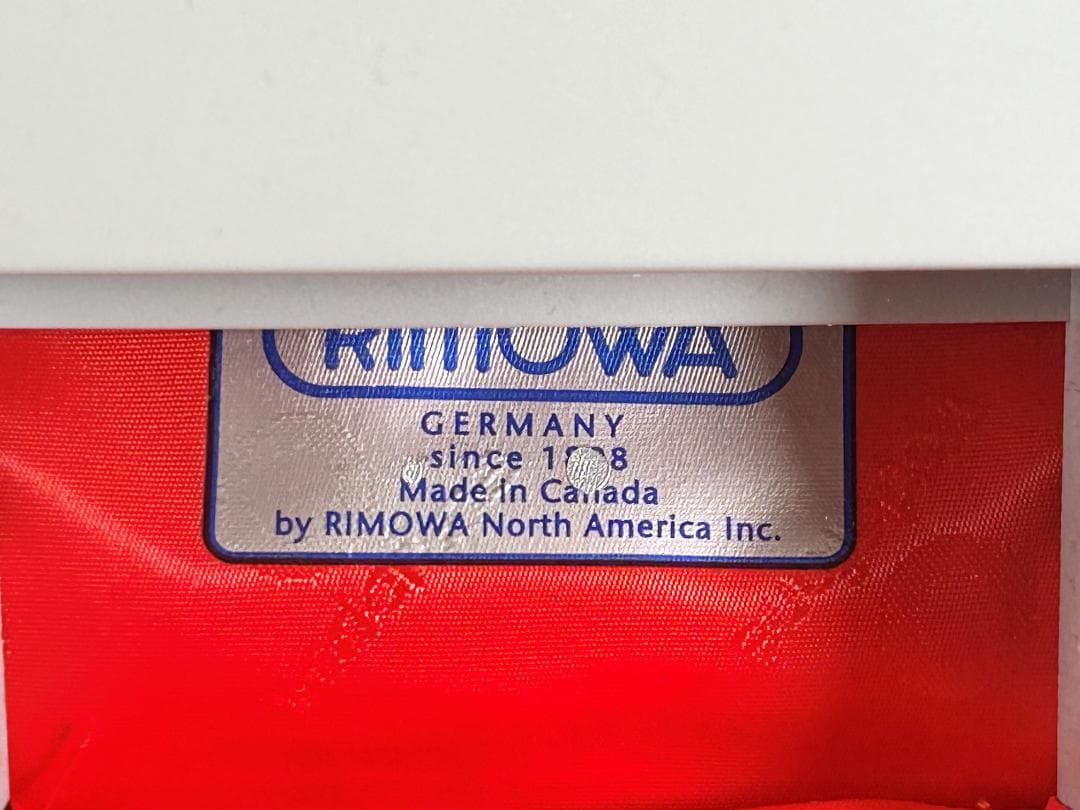 RIMOWA
GERMANY
since
Made in Canada
by RIMOWA North America Inc.